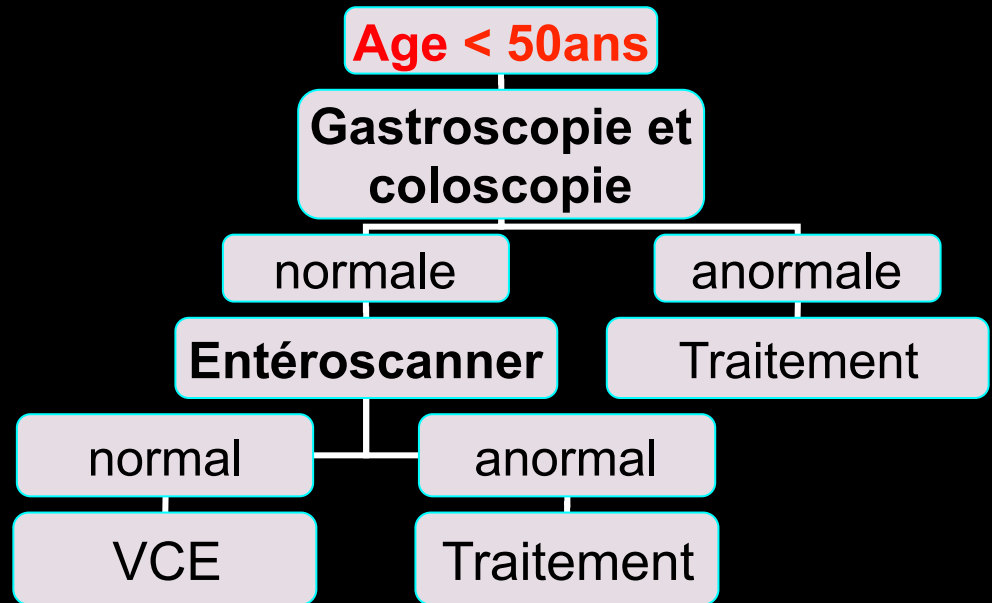 Age < 50ans
Gastroscopie et
coloscopie
normale
anormale
Entéroscanner
Traitement
normal
anormal
VCE
Traitement